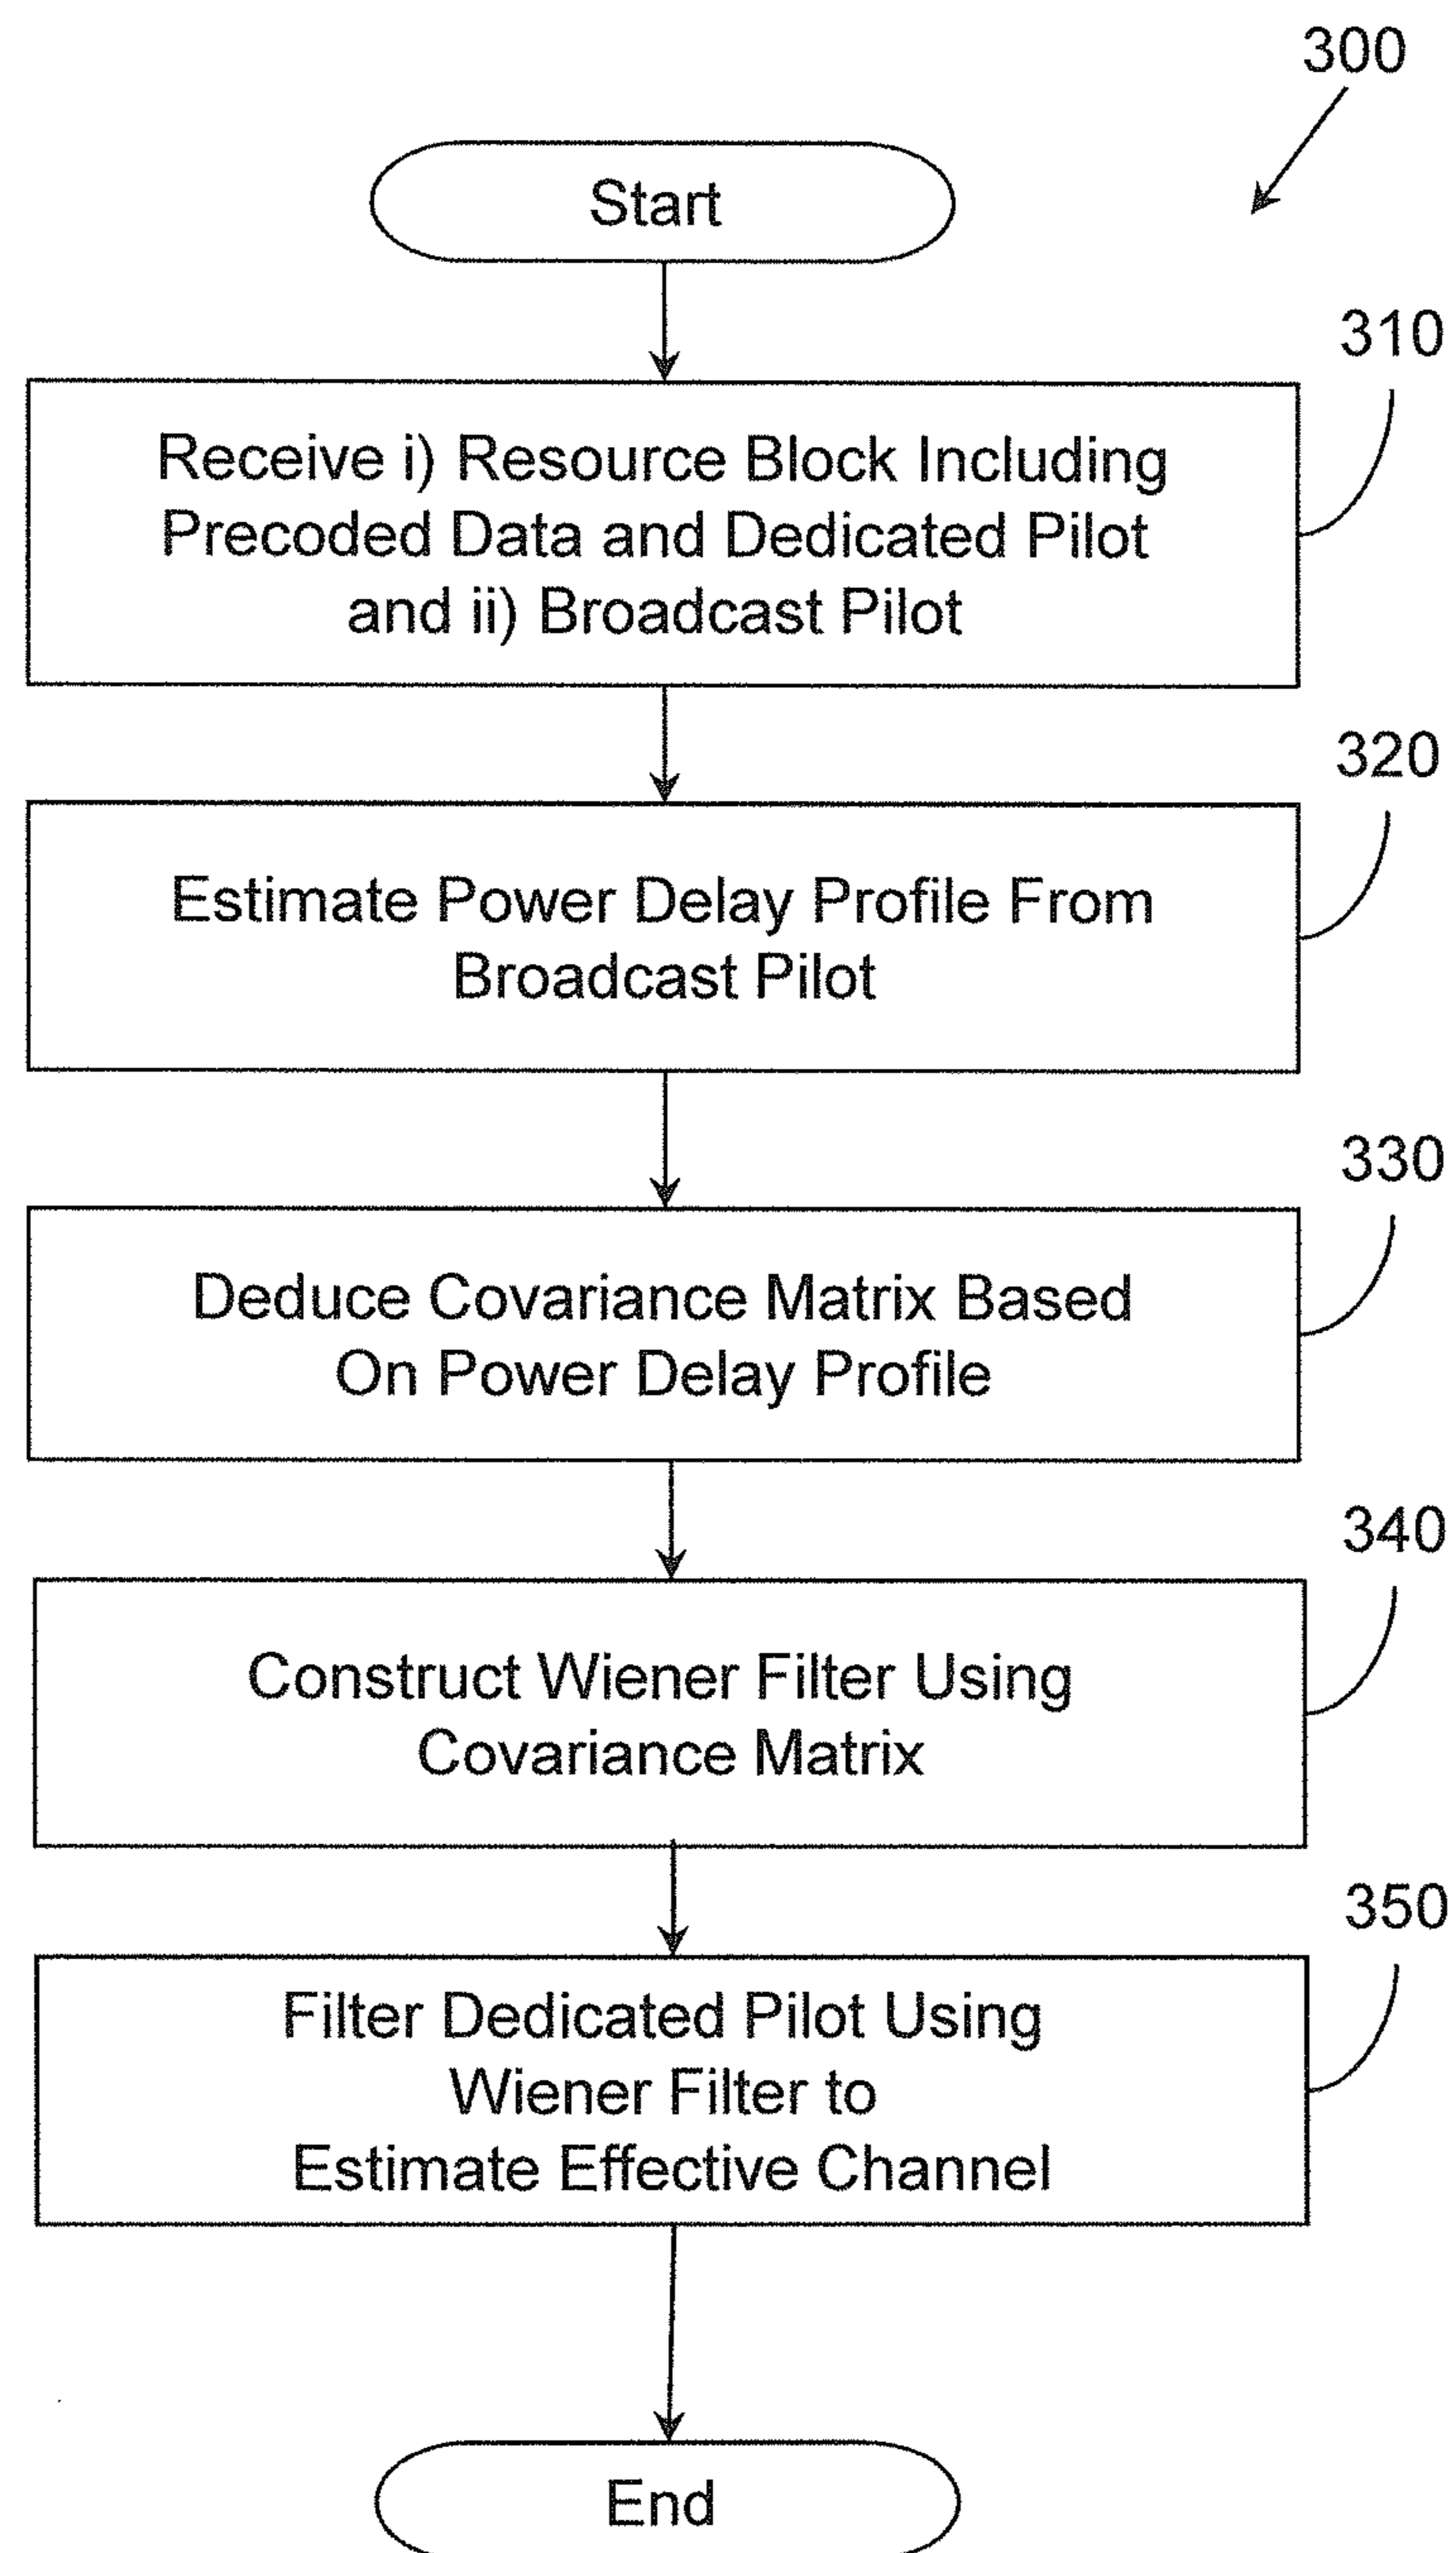 300
Start
310
Receive i) Resource Block Including
Precoded Data and Dedicated Pilot
and ii) Broadcast Pilot
320
Estimate Power Delay Profile From
Broadcast Pilot
330
Deduce Covariance Matrix Based
On Power Delay Profile
340
Construct Wiener Filter Using
Covariance Matrix
350
Filter Dedicated Pilot Using
Wiener Filter to
Estimate Effective Channel
End